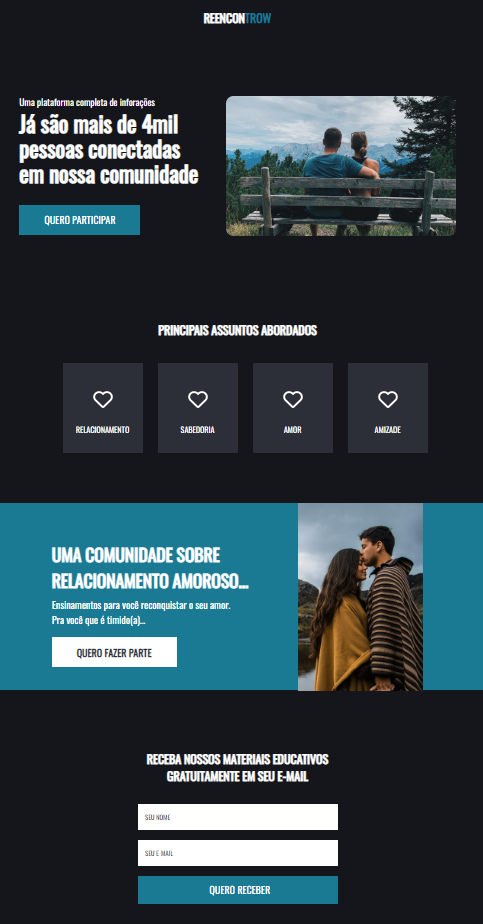 REENCONTROW
Uma plataforma completa de inforações
Já são mais de 4mil
pessoas conectadas
em nossa comunidade
QUERO PARTICIPAR
PRINCIPAIS ASSUNTOS ABORDADOS
RELACIONAMENTO
SABEDORIA
AMOR
AMIZADE
UMA COMUNIDADE SOBRE
RELACIONAMENTO AMOROSO...
Ensinamentos para você reconquistar o seu amor.
Pra você que é tímido(a)...
QUERO FAZER PARTE
RECEBA NOSSOS MATERIAIS EDUCATIVOS
GRATUITAMENTE EM SEU E-MAIL
SEU NOME
SEU E-MAIL
QUERO RECEBER